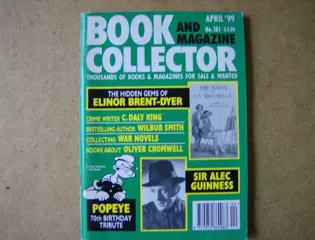 BOOK
AND MAGAZINE
COLLECTOR
APRIL '99
No. 181 £2.80
THOUSANDS OF BOOKS & MAGAZINES FOR SALE & WANTED
THE HIDDEN GEMS OF
ELINOR BRENT-DYER
CRIME WRITER C. DALY KING
BESTSELLING AUTHOR WILBUR SMITH
COLLECTING WAR NOVELS
BOOKS ABOUT OLIVER CROMWELL
SIR ALEC
GUINNESS
POPEYE
70th BIRTHDAY
TRIBUTE